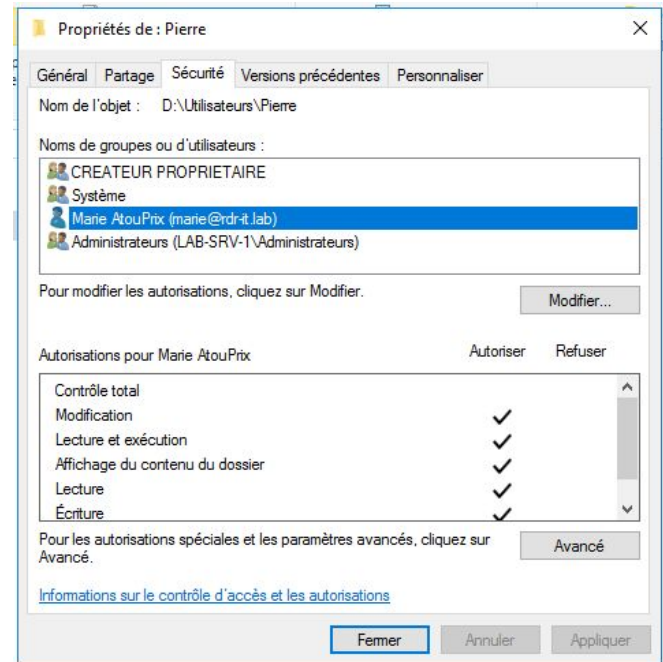 Propriétés de : Pierre
Général Partage Sécurité Versions précédentes Personnaliser
Nom de l'objet : D:\Utilisateurs\Pierre
Noms de groupes ou d'utilisateurs :
CREATEUR PROPRIETAIRE
Système
Marie AtouPrix (marie@rdr-it.lab)
Administrateurs (LAB-SRV-1\Administrateurs)
Pour modifier les autorisations, cliquez sur Modifier.
Modifier...
Autorisations pour Marie AtouPrix Autoriser Refuser
Contrôle total
Modification
Lecture et exécution
Affichage du contenu du dossier
Lecture
Écriture
Pour les autorisations spéciales et les paramètres avancés, cliquez sur
Avancé.
Avancé
Informations sur le contrôle d'accès et les autorisations
Fermer Annuler Appliquer